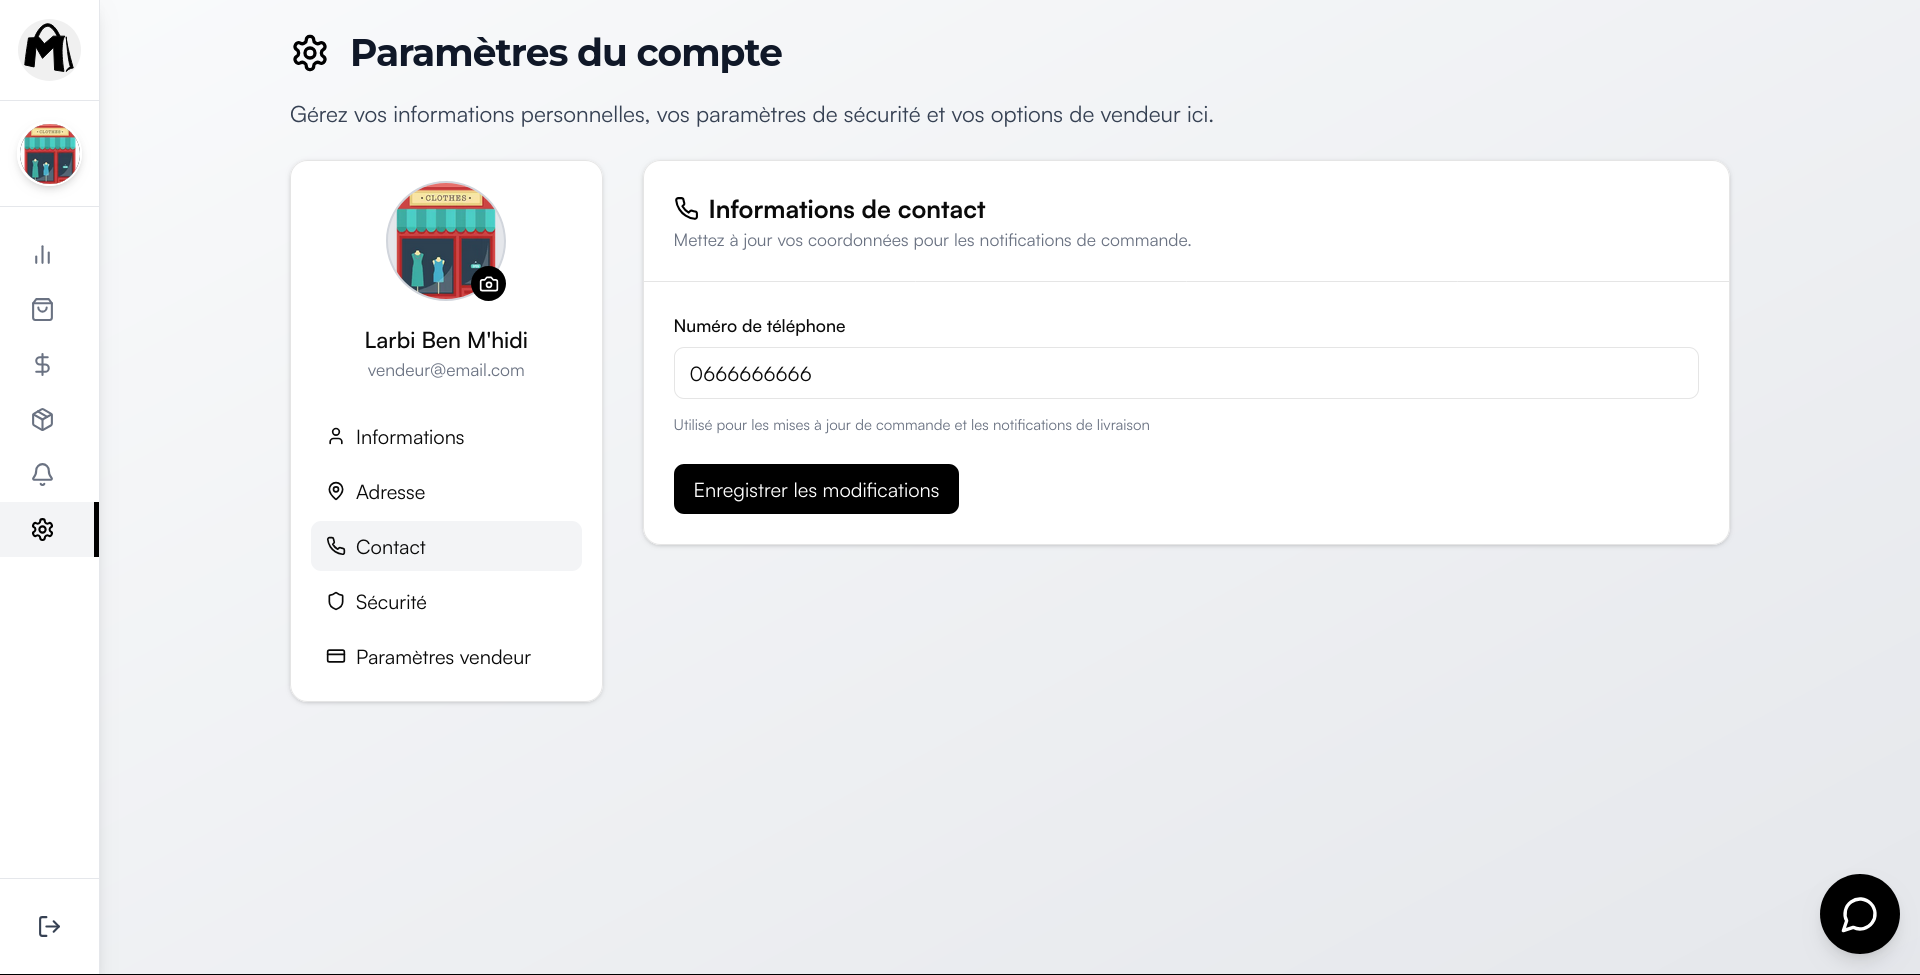 Paramètres du compte
Gérez vos informations personnelles, vos paramètres de sécurité et vos options de vendeur ici.
CLOTHES
• CLOTHES •
Larbi Ben M'hidi
vendeur@email.com
Informations
Adresse
Contact
Sécurité
Paramètres vendeur
Informations de contact
Mettez à jour vos coordonnées pour les notifications de commande.
Numéro de téléphone
0666666666
Utilisé pour les mises à jour de commande et les notifications de livraison
Enregistrer les modifications